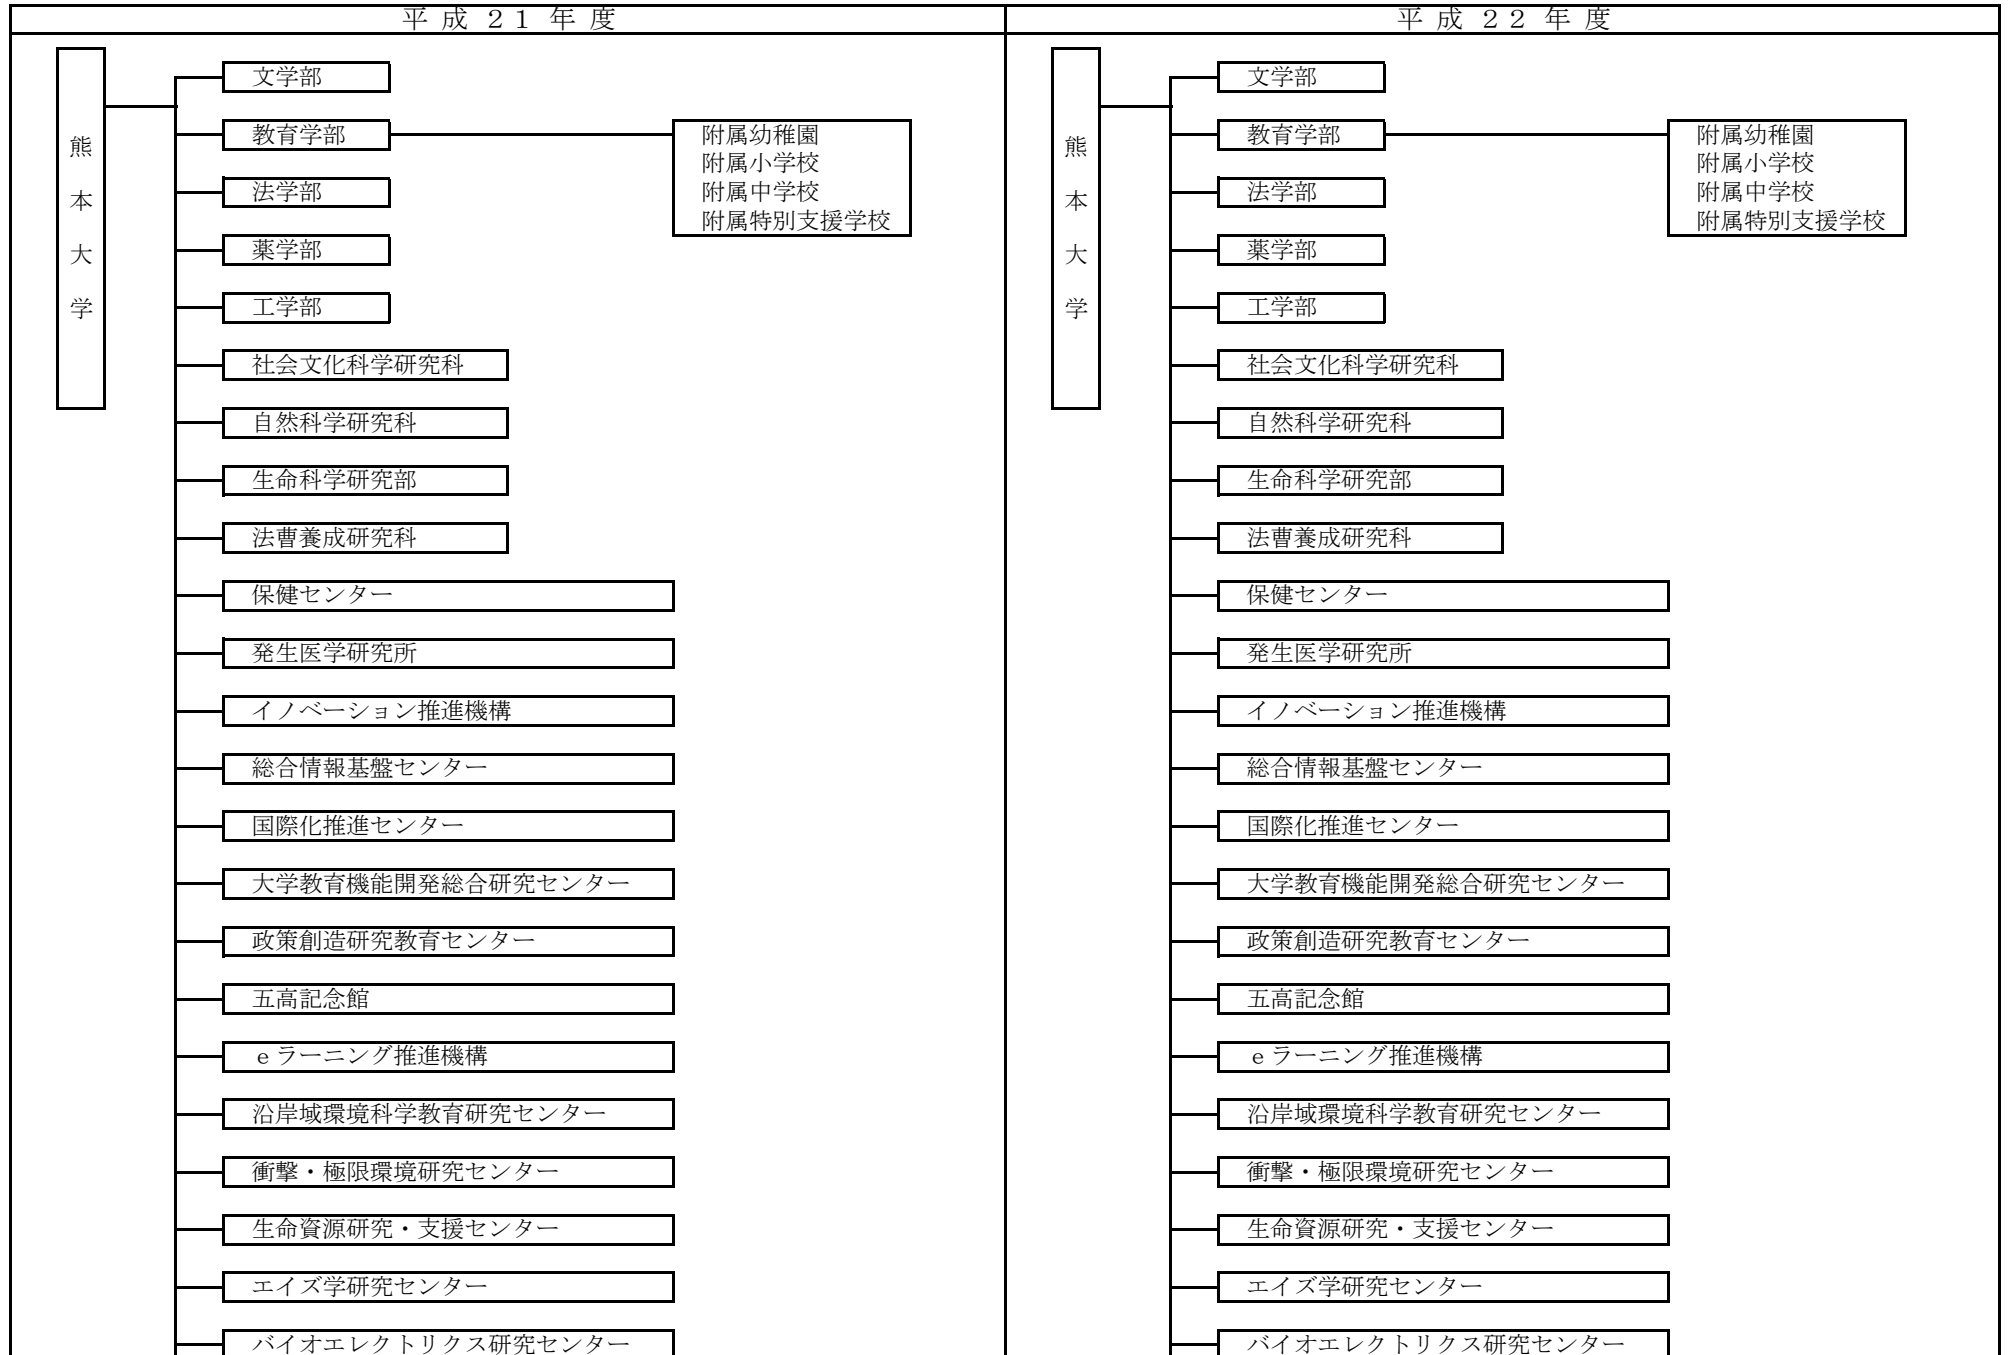 平成21年度
熊本大学
文学部
教育学部
附属幼稚園
附属小学校
附属中学校
附属特別支援学校
法学部
薬学部
工学部
社会文化科学研究科
自然科学研究科
生命科学研究部
法曹養成研究科
保健センター
発生医学研究所
イノベーション推進機構
総合情報基盤センター
国際化推進センター
大学教育機能開発総合研究センター
政策創造研究教育センター
五高記念館
eラーニング推進機構
沿岸域環境科学教育研究センター
衝撃・極限環境研究センター
生命資源研究・支援センター
エイズ学研究センター
バイオエレクトリクス研究センター
平成22年度
熊本大学
文学部
教育学部
附属幼稚園
附属小学校
附属中学校
附属特別支援学校
法学部
薬学部
工学部
社会文化科学研究科
自然科学研究科
生命科学研究部
法曹養成研究科
保健センター
発生医学研究所
イノベーション推進機構
総合情報基盤センター
国際化推進センター
大学教育機能開発総合研究センター
政策創造研究教育センター
五高記念館
eラーニング推進機構
沿岸域環境科学教育研究センター
衝撃・極限環境研究センター
生命資源研究・支援センター
エイズ学研究センター
バイオエレクトリクス研究センター